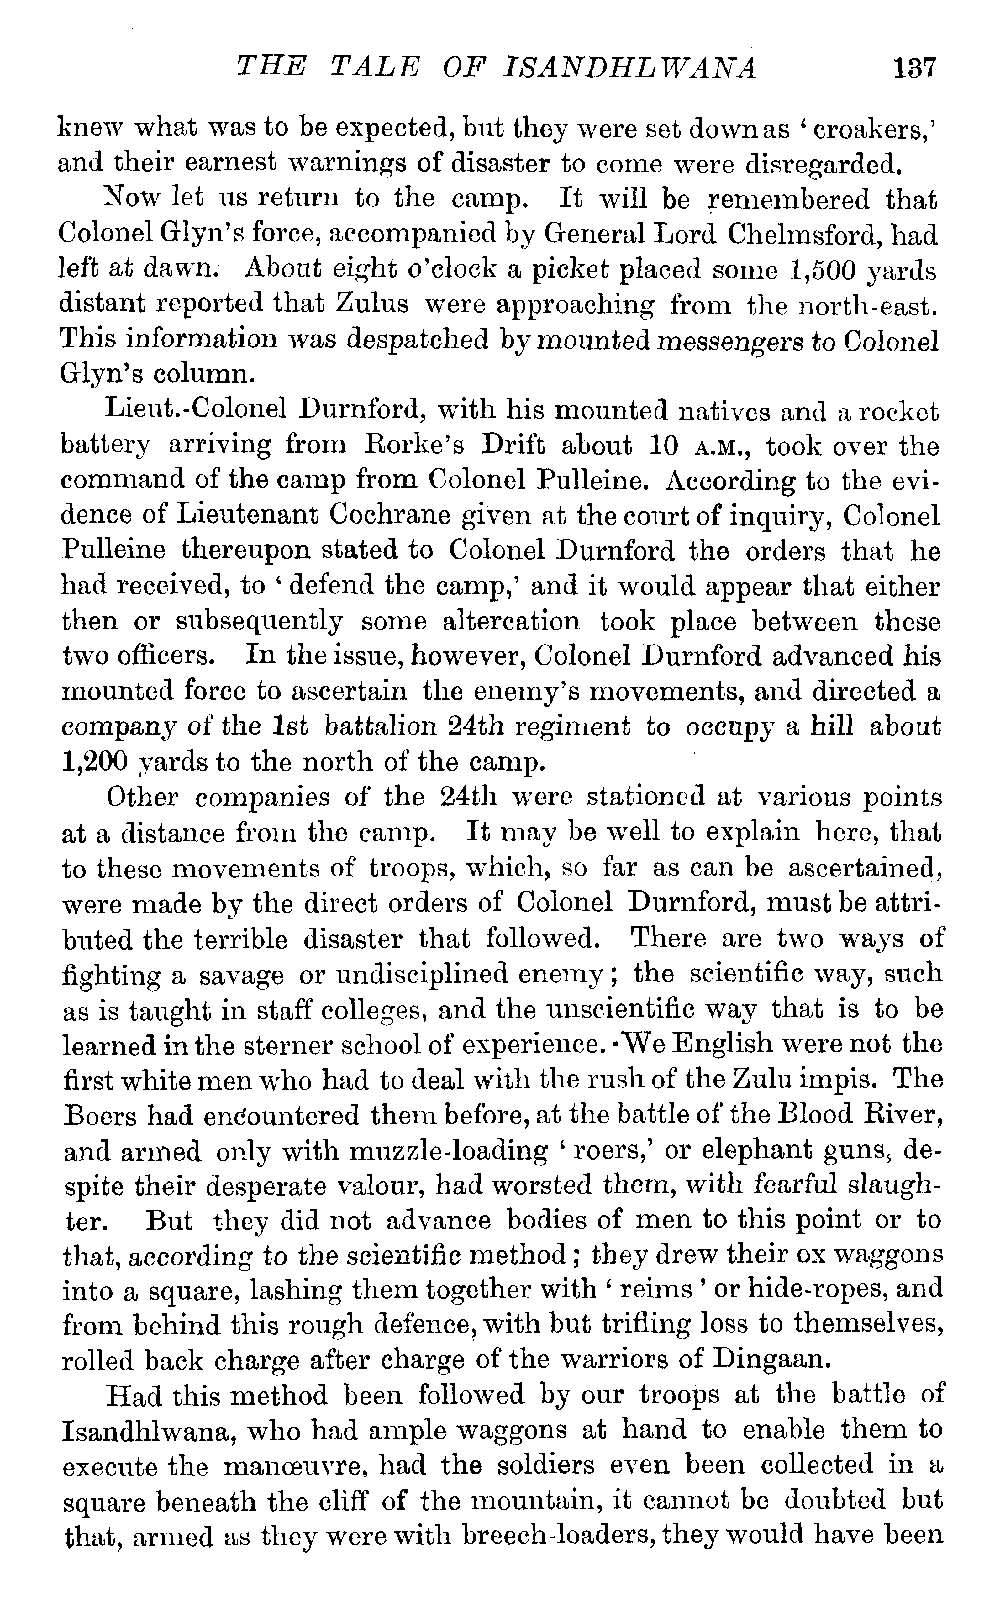 THE TALE OF ISANDHLWANA 137
knew what was to be expected, but they were set down as ‘ croakers,’
and their earnest warnings of disaster to come were disregarded.
Now let us return to the camp. It will be remembered that
Colonel Glyn’s force, accompanied by General Lord Chelmsford, had
left at dawn. About eight o’clock a picket placed some 1,500 yards
distant reported that Zulus were approaching from the north-east.
This information was despatched by mounted messengers to Colonel
Glyn’s column.
Lieut.-Colonel Durnford, with his mounted natives and a rocket
battery arriving from Rorke’s Drift about 10 A.M., took over the
command of the camp from Colonel Pulleine. According to the evi-
dence of Lieutenant Cochrane given at the court of inquiry, Colonel
Pulleine thereupon stated to Colonel Durnford the orders that he
had received, to ‘ defend the camp,’ and it would appear that either
then or subsequently some altercation took place between these
two officers. In the issue, however, Colonel Durnford advanced his
mounted force to ascertain the enemy’s movements, and directed a
company of the 1st battalion 24th regiment to occupy a hill about
1,200 yards to the north of the camp.
Other companies of the 24th were stationed at various points
at a distance from the camp. It may be well to explain here, that
to these movements of troops, which, so far as can be ascertained,
were made by the direct orders of Colonel Durnford, must be attri-
buted the terrible disaster that followed. There are two ways of
fighting a savage or undisciplined enemy ; the scientific way, such
as is taught in staff colleges, and the unscientific way that is to be
learned in the sterner school of experience. We English were not the
first white men who had to deal with the rush of the Zulu impis. The
Boers had encountered them before, at the battle of the Blood River,
and armed only with muzzle-loading ‘ roers,’ or elephant guns, de-
spite their desperate valour, had worsted them, with fearful slaugh-
ter. But they did not advance bodies of men to this point or to
that, according to the scientific method ; they drew their ox waggons
into a square, lashing them together with ‘ reims ’ or hide-ropes, and
from behind this rough defence, with but trifling loss to themselves,
rolled back charge after charge of the warriors of Dingaan.
Had this method been followed by our troops at the battle of
Isandhlwana, who had ample waggons at hand to enable them to
execute the manœuvre, had the soldiers even been collected in a
square beneath the cliff of the mountain, it cannot be doubted but
that, armed as they were with breech-loaders, they would have been